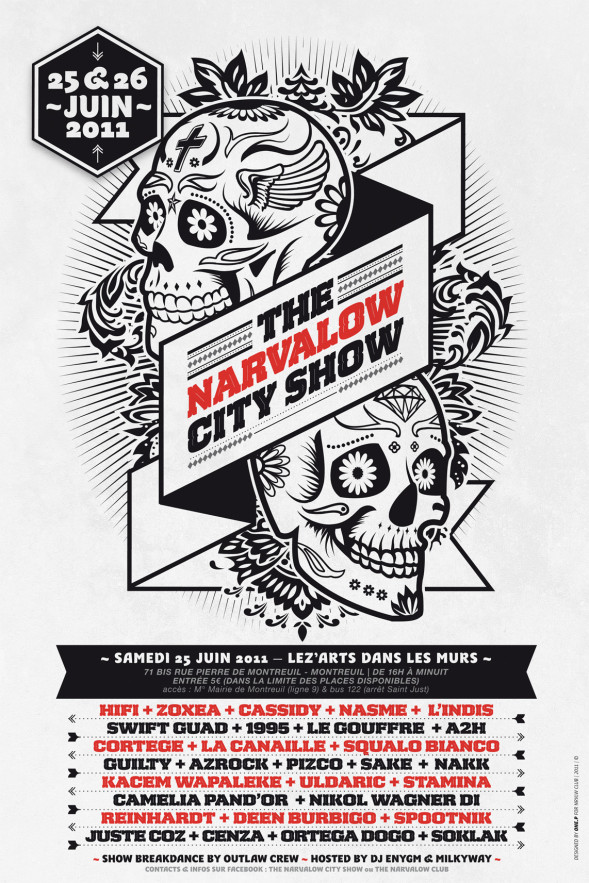 25 & 26
~JUIN~
2011
THE
NARVALOW
CITY SHOW
~ SAMEDI 25 JUIN 2011 — LEZ'ARTS DANS LES MURS ~
71 BIS RUE PIERRE DE MONTREUIL - MONTREUIL | DE 16H À MINUIT
ENTRÉE 5€ (DANS LA LIMITE DES PLACES DISPONIBLES)
accès : M° Mairie de Montreuil (ligne 9) & bus 122 (arrêt Saint Just)
HIFI + ZOXEA + CASSIDY + NASME + L'INDIS
SWIFT GUAD + 1995 + LE GOUFFRE + A2H
CORTEGE + LA CANAILLE + SQUALO BIANCO
GUILTY + AZROCK + PIZCO + SAKE + NAKK
KACEM WAPALEKE + ULDARIC + STAMINA
CAMELIA PAND'OR + NIKOL WAGNER DI
REINHARDT + DEEN BURBIGO + SPOOTNIK
JUSTE COZ + CENZA + ORTEGA DOGO + SOKLAK
~ SHOW BREAKDANCE BY OUTLAW CREW ~ HOSTED BY DJ ENYGM & MILKYWAY ~
CONTACTS & INFOS SUR FACEBOOK : THE NARVALOW CITY SHOW ou THE NARVALOW CLUB
DESIGNED BY